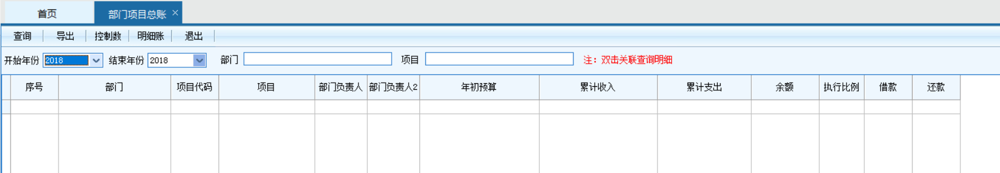 首页 部门项目总账 ×
查询 导出 控制数 明细账 退出
开始年份 2018 结束年份 2018 部门 项目 注：双击关联查询明细
序号 部门 项目代码 项目 部门负责人 部门负责人2 年初预算 累计收入 累计支出 余额 执行比例 借款 还款